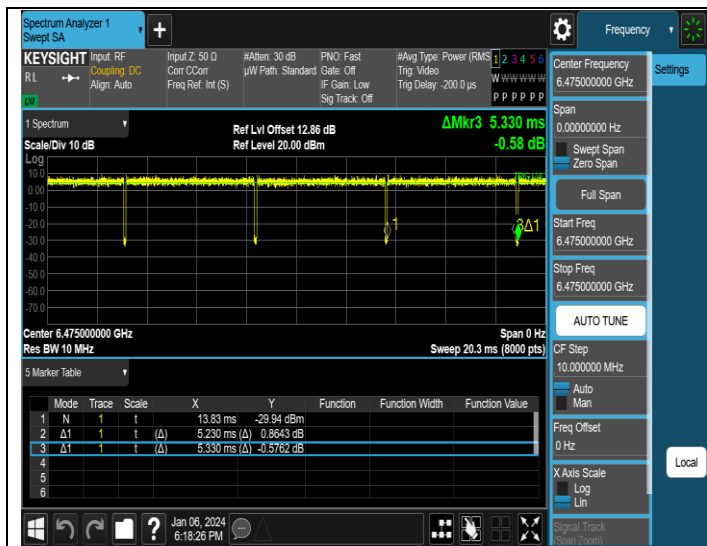 Spectrum Analyzer 1
Swept SA
+
Frequency
KEYSIGHT
Input: RF
Input Z: 50 Ω
#Atten: 30 dB
PNO: Fast
#Avg Type: Power (RMS
1 2 3 4 5 6
R L
Coupling: DC
Corr CCorr
µW Path: Standard
Gate: Off
Trig: Video
W W W W W W
Align: Auto
Freq Ref: Int (S)
IF Gain: Low
Trig Delay: -200.0 µs
Sig Track: Off
P P P P P P
LXI
1 Spectrum
Scale/Div 10 dB
Ref Lvl Offset 12.86 dB
Ref Level 20.00 dBm
ΔMkr3 5.330 ms
-0.58 dB
Log
10.0
0.00
-10.0
-20.0
-30.0
-40.0
-50.0
-60.0
-70.0
1
3Δ1
Center 6.475000000 GHz
Span 0 Hz
Res BW 10 MHz
Sweep 20.3 ms (8000 pts)
5 Marker Table
Mode Trace Scale X Y Function Function Width Function Value
1 N 1 t 13.83 ms -29.94 dBm
2 Δ1 1 t (Δ) 5.230 ms (Δ) 0.8643 dB
3 Δ1 1 t (Δ) 5.330 ms (Δ) -0.5762 dB
4
5
6
?
Jan 06, 2024
6:18:26 PM
Center Frequency
6.475000000 GHz
Span
0.00000000 Hz
Swept Span
Zero Span
Full Span
Start Freq
6.475000000 GHz
Stop Freq
6.475000000 GHz
AUTO TUNE
CF Step
10.000000 MHz
Auto
Man
Freq Offset
0 Hz
X Axis Scale
Log
Lin
Signal Track
(Span Zoom)
Settings
Local